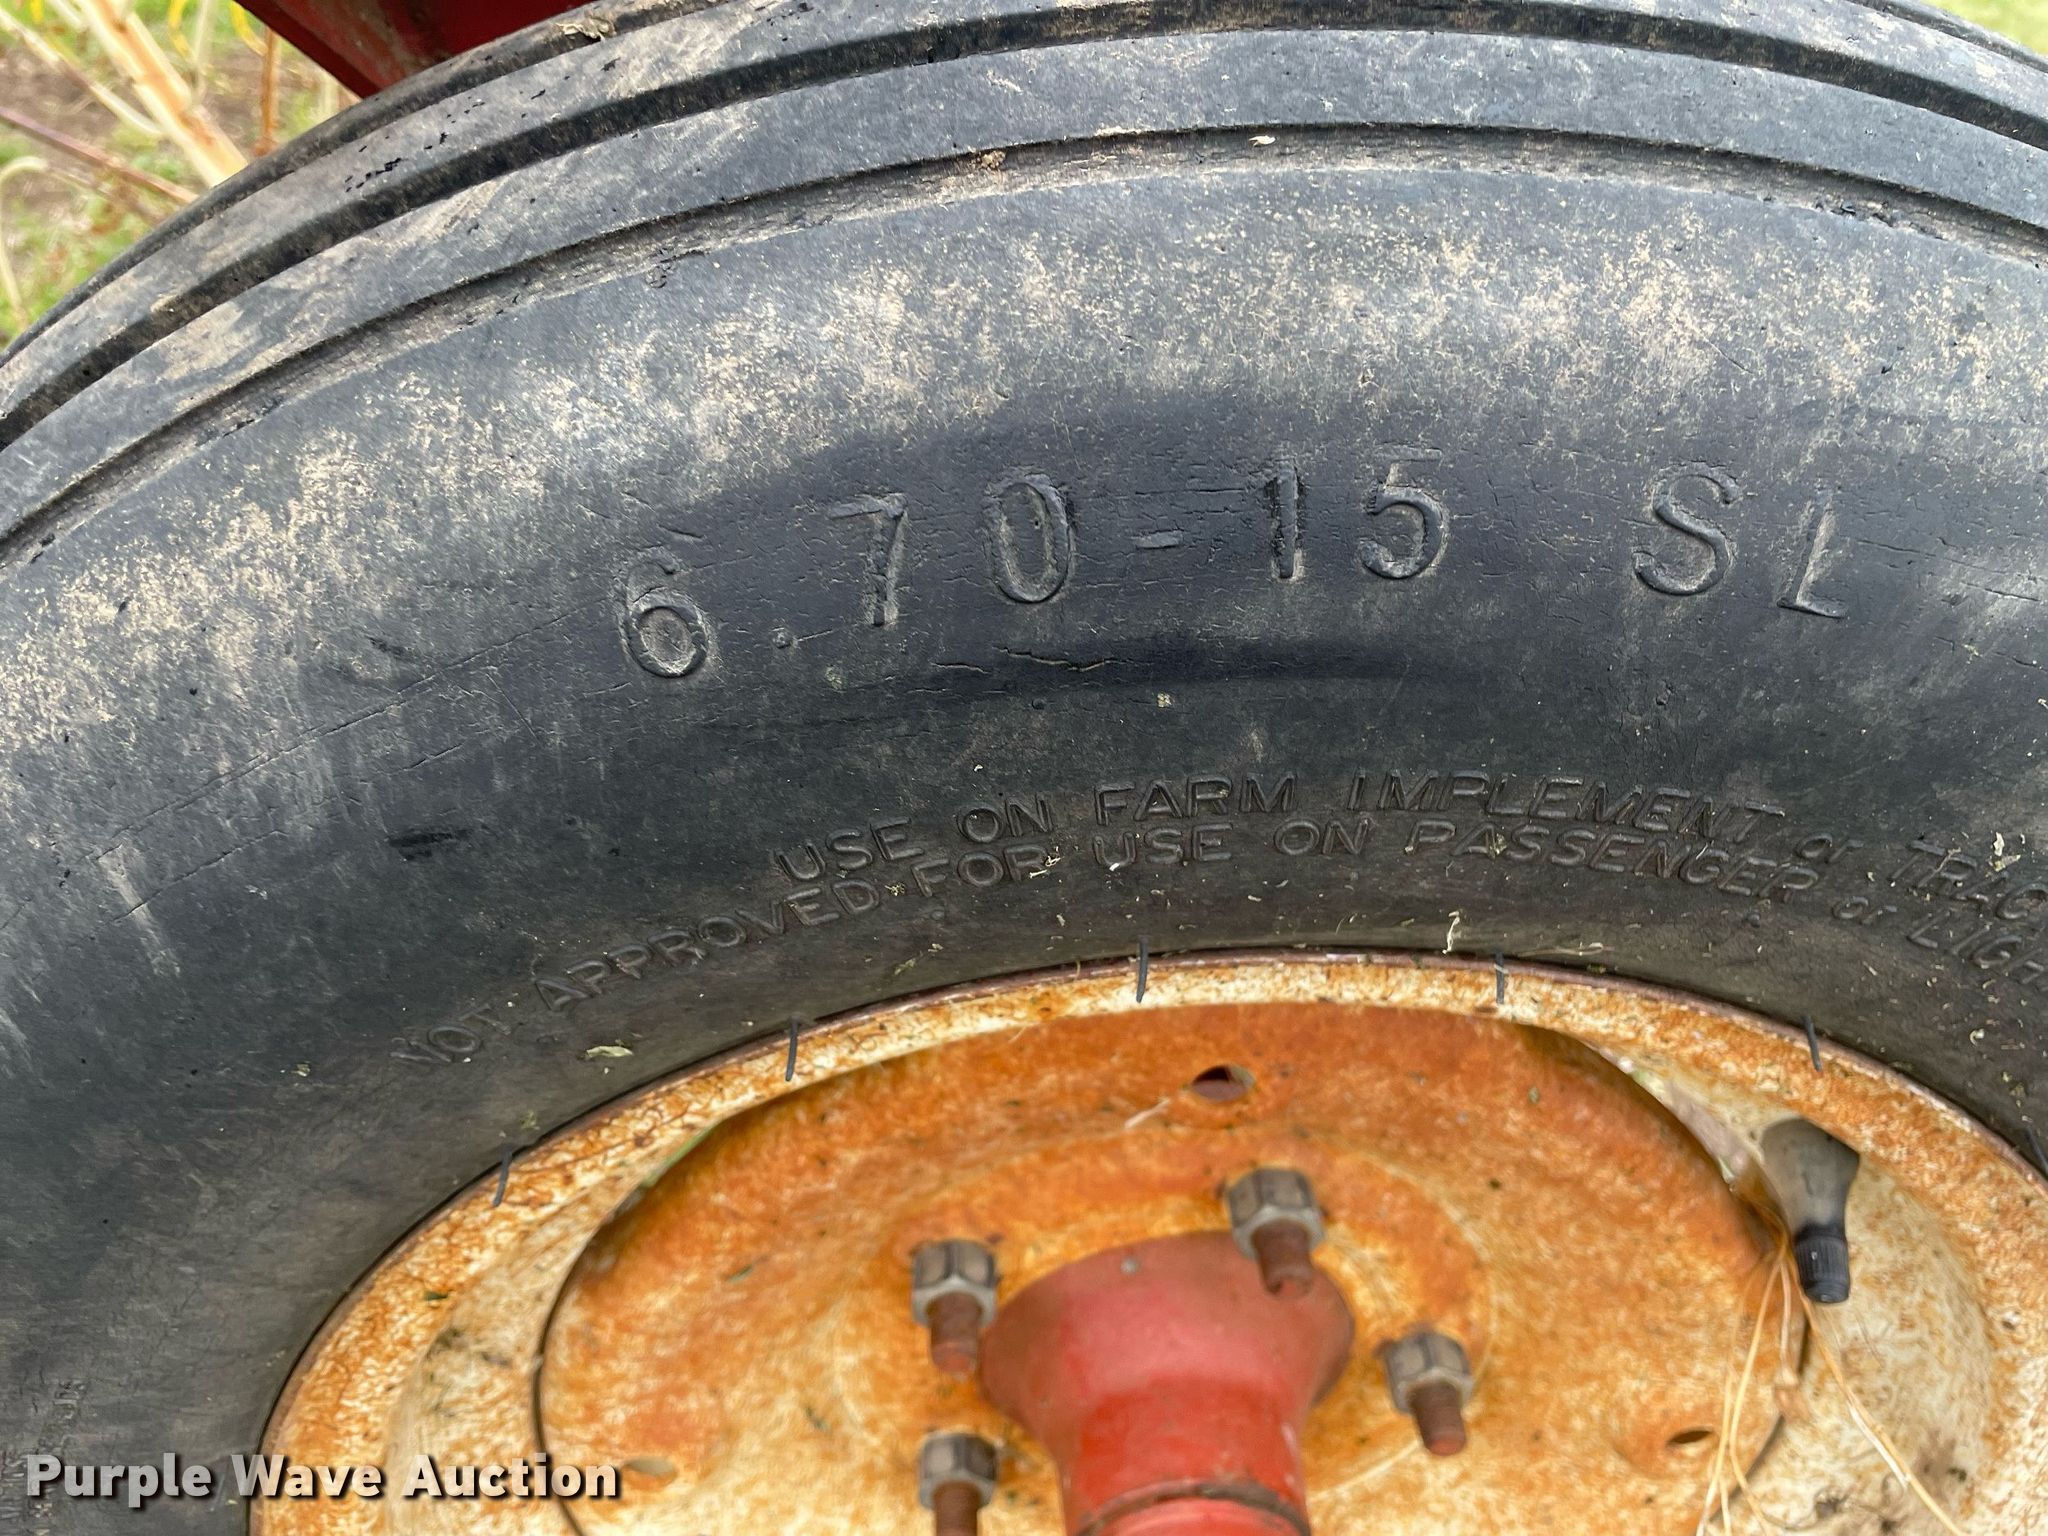 6.70-15 SL
USE ON FARM IMPLEMENT or TRAC
NOT APPROVED FOR USE ON PASSENGER or LIGH
Purple Wave Auction